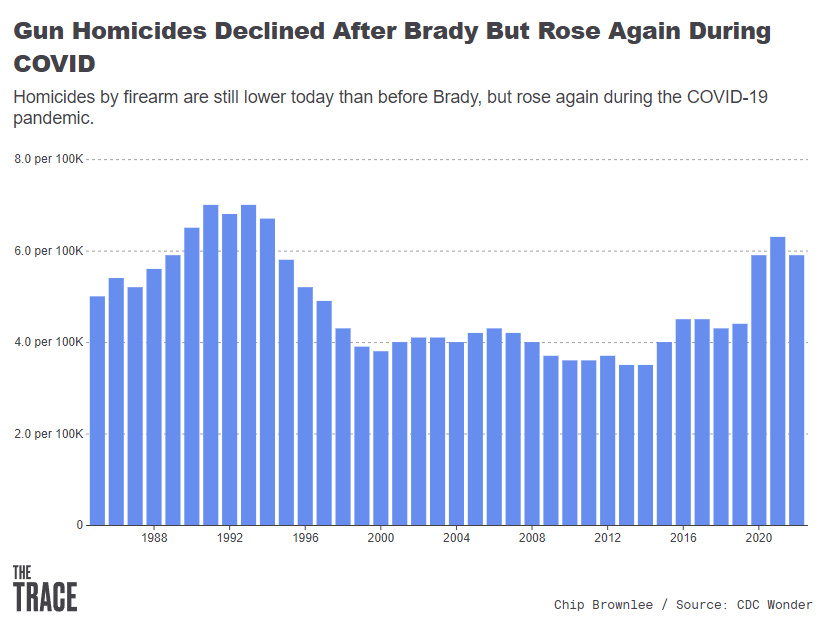 Gun Homicides Declined After Brady But Rose Again During
COVID
Homicides by firearm are still lower today than before Brady, but rose again during the COVID-19
pandemic.
8.0 per 100K
6.0 per 100K
4.0 per 100K
2.0 per 100K
0
1988 1992 1996 2000 2004 2008 2012 2016 2020
THE
TRACE
Chip Brownlee / Source: CDC Wonder